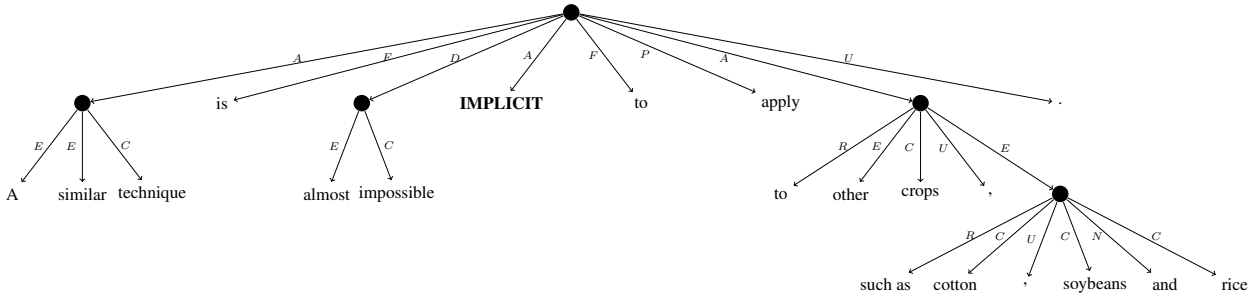 A F D A F P A U
is IMPLICIT to apply .
E E C E C R E C U E
A similar technique almost impossible to other crops ,
R C U C N C
such as cotton , soybeans and rice